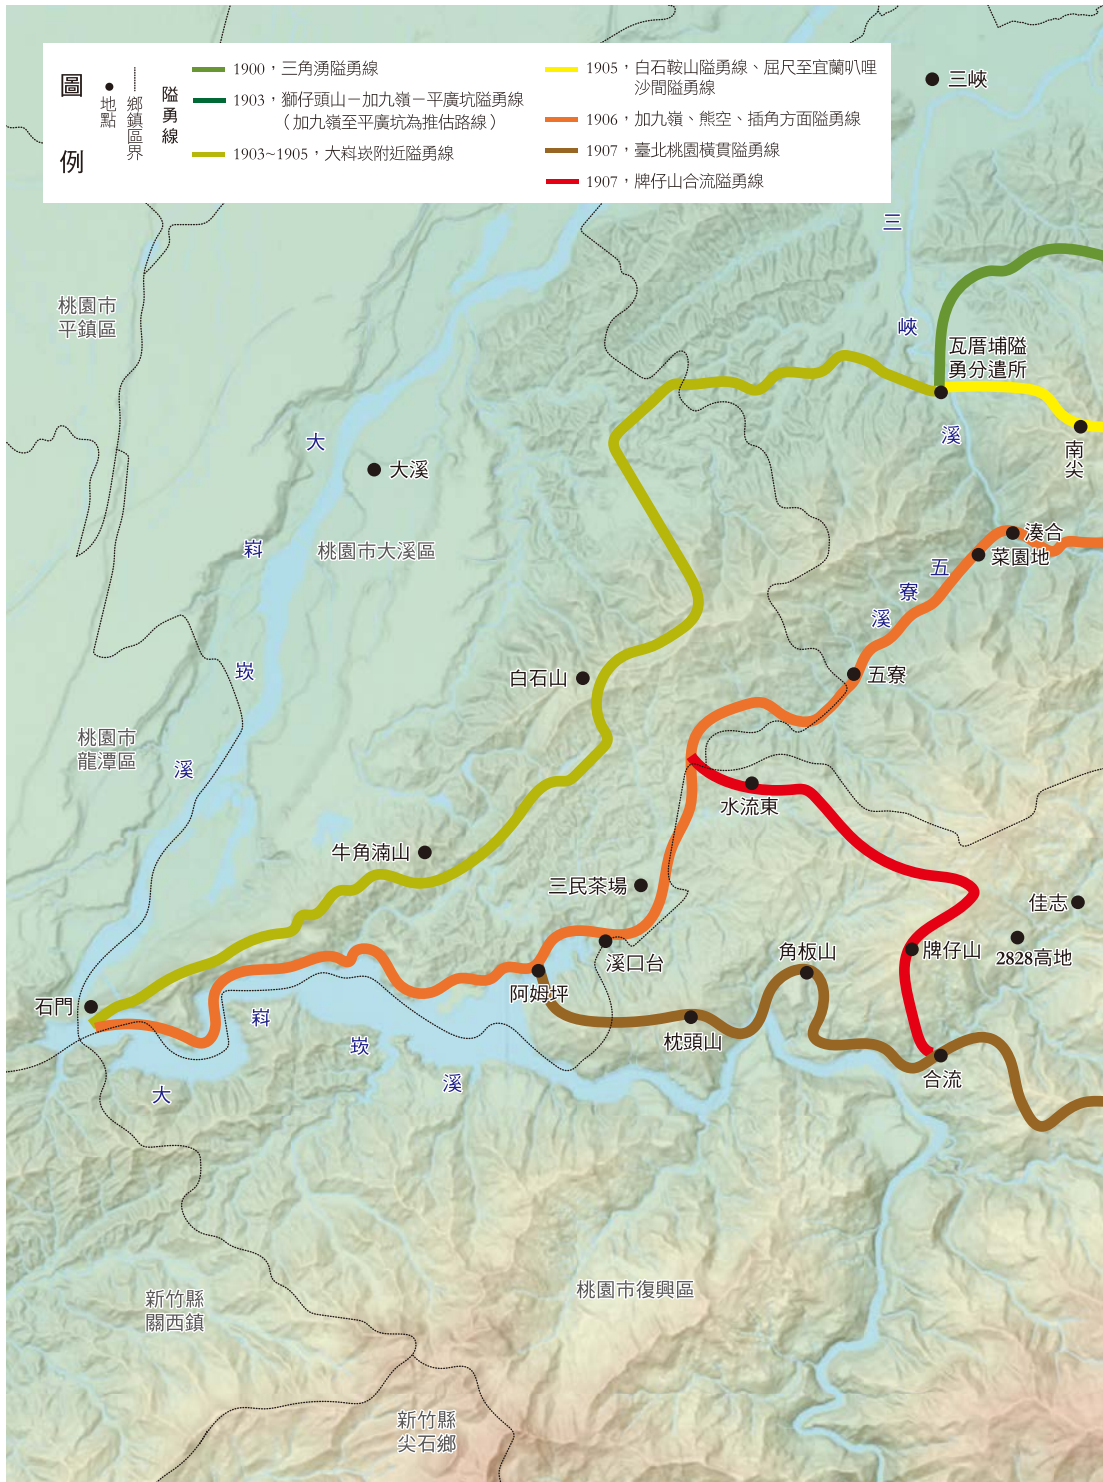 圖例
地點
鄉鎮區界
隘勇線
1900，三角湧隘勇線
1903，獅仔頭山－加九嶺－平廣坑隘勇線
（加九嶺至平廣坑為推估路線）
1903~1905，大嵙崁附近隘勇線
1905，白石鞍山隘勇線、屈尺至宜蘭叭哩
沙間隘勇線
1906，加九嶺、熊空、插角方面隘勇線
1907，臺北桃園橫貫隘勇線
1907，牌仔山合流隘勇線
三峽
三
峽
溪
桃園市
平鎮區
瓦厝埔隘
勇分遣所
南尖
大
嵙
崁
溪
大溪
桃園市大溪區
湊合
菜園地
五
寮
溪
五寮
白石山
桃園市
龍潭區
水流東
牛角湳山
三民茶場
佳志
牌仔山
2828高地
角板山
溪口台
阿姆坪
石門
枕頭山
合流
大
嵙
崁
溪
桃園市復興區
新竹縣
關西鎮
新竹縣
尖石鄉